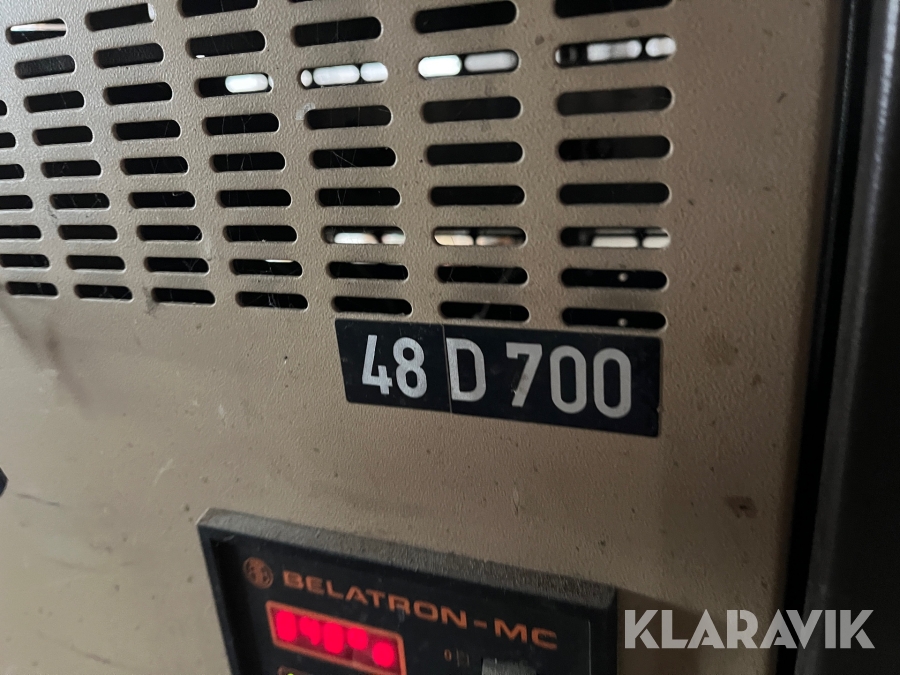 48 D 700
BELATRON-MC
KLARAVIK